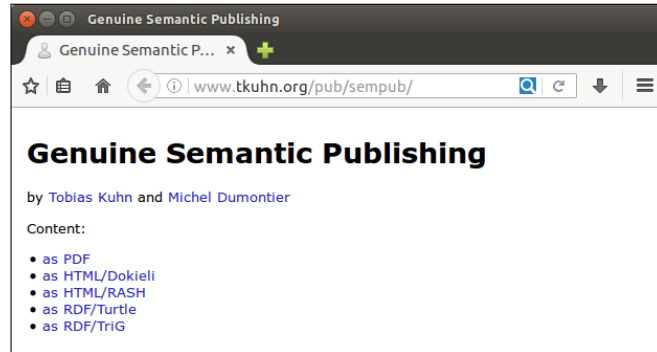 Genuine Semantic Publishing
Genuine Semantic P...
www.tkuhn.org/pub/sempub/
Genuine Semantic Publishing
by Tobias Kuhn and Michel Dumontier
Content:
• as PDF
• as HTML/Dokieli
• as HTML/RASH
• as RDF/Turtle
• as RDF/TriG